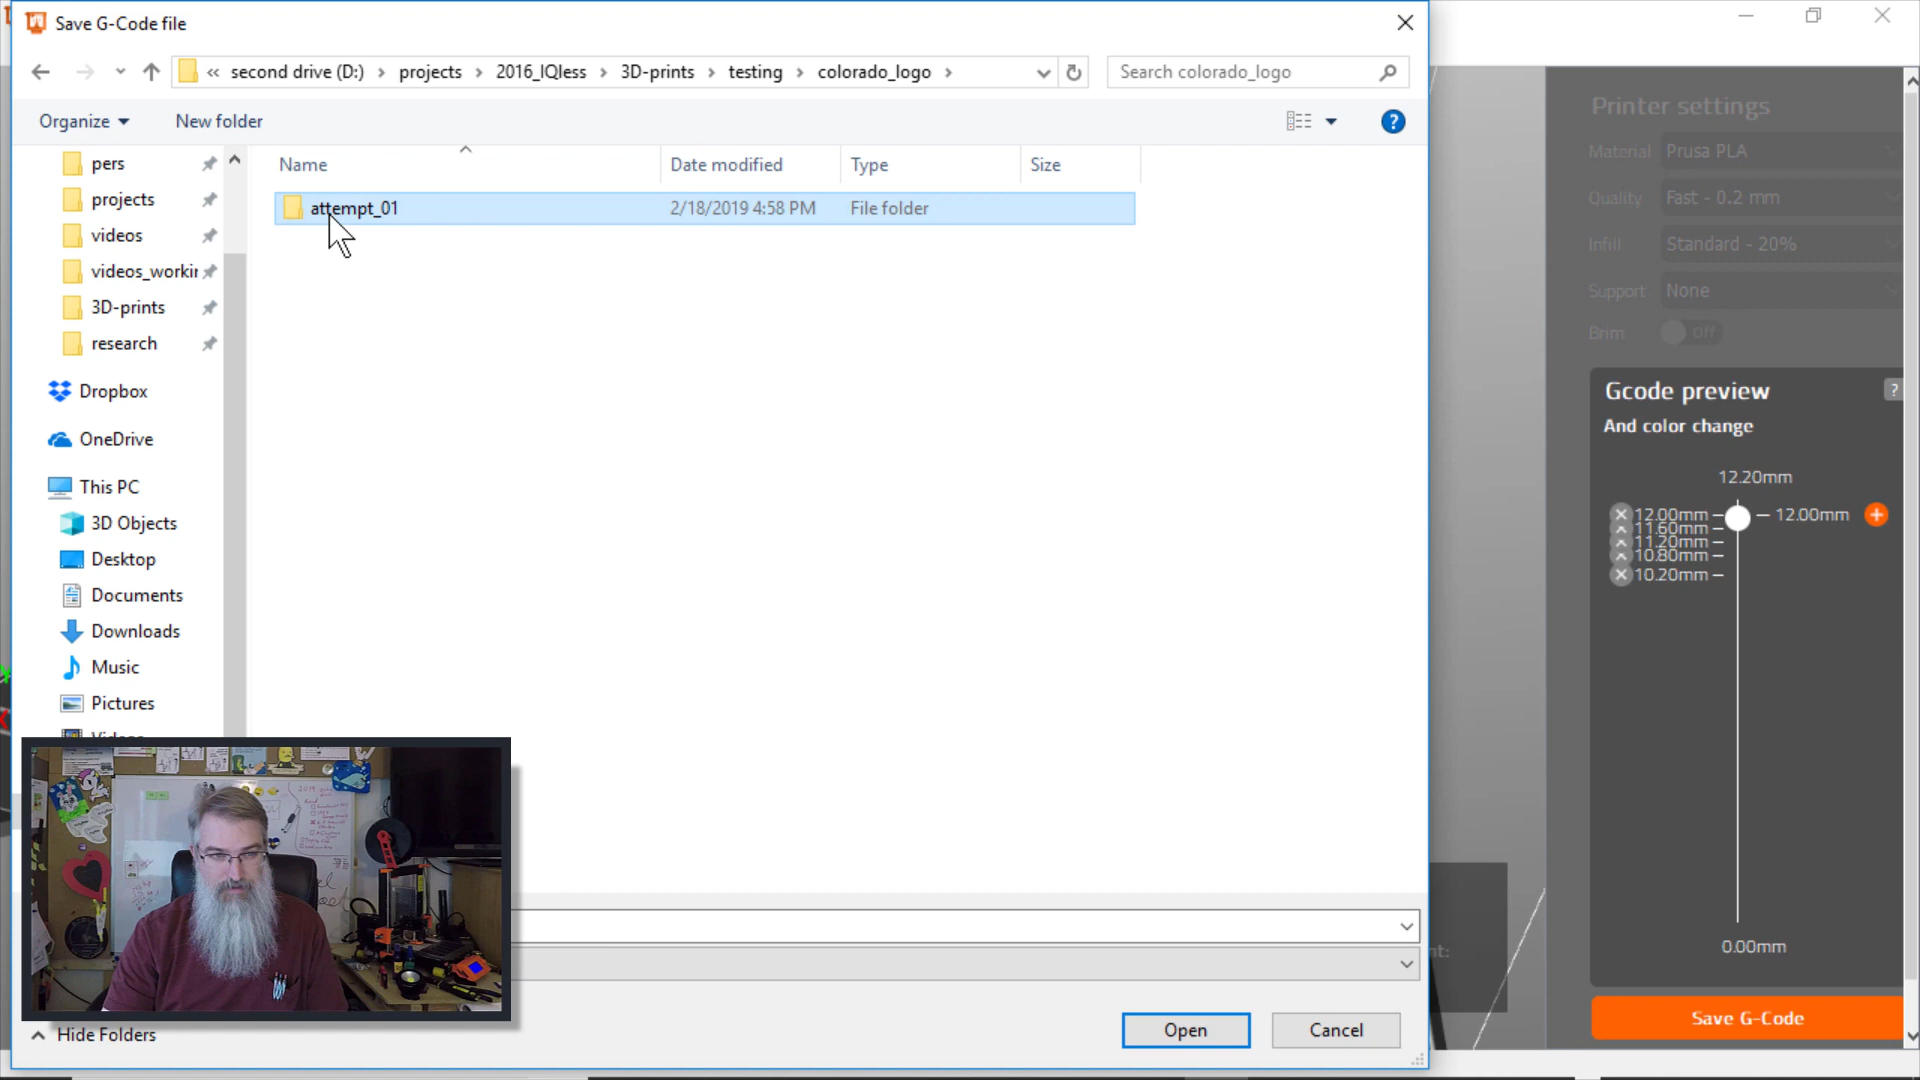 Save G-Code file
« second drive (D:) › projects › 2016_IQless › 3D-prints › testing › colorado_logo ›
Search colorado_logo
Organize
New folder
?
Name
Date modified
Type
Size
attempt_01
2/18/2019 4:58 PM
File folder
pers
projects
videos
videos_workin
3D-prints
research
Dropbox
OneDrive
This PC
3D Objects
Desktop
Documents
Downloads
Music
Pictures
Videos
Hide Folders
Open
Cancel
Printer settings
Material Prusa PLA
Quality Fast - 0.2 mm
Infill Standard - 20%
Support None
Brim Off
Gcode preview
?
And color change
12.20mm
12.00mm
12.00mm
11.60mm
11.20mm
10.80mm
10.20mm
0.00mm
Save G-Code